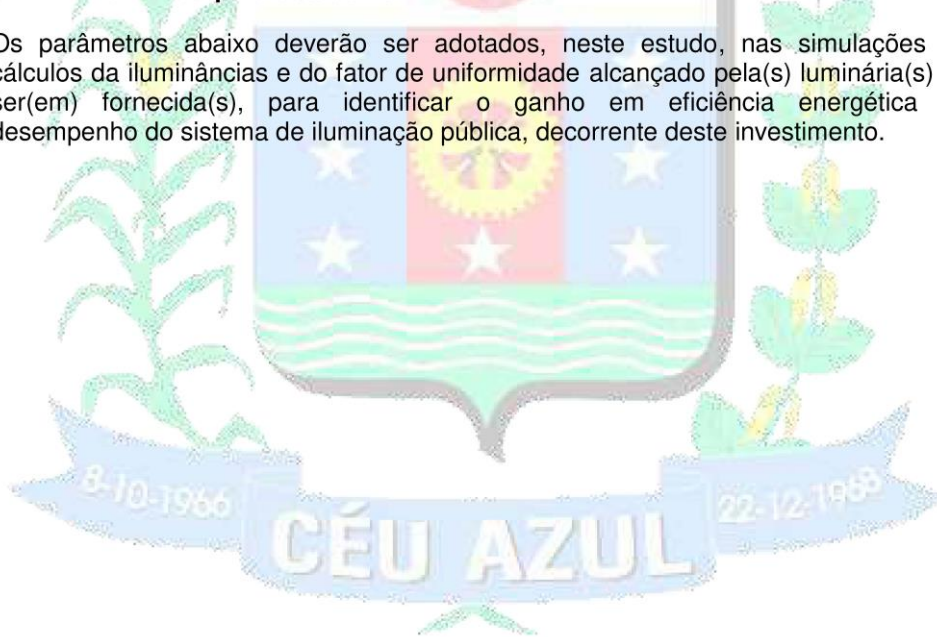 Os parâmetros abaixo deverão ser adotados, neste estudo, nas simulações
cálculos da iluminâncias e do fator de uniformidade alcançado pela(s) luminária(s)
ser(em) fornecida(s), para identificar o ganho em eficiência energética
desempenho do sistema de iluminação pública, decorrente deste investimento.
8-10-1966
CÉU AZUL
22-12-1968